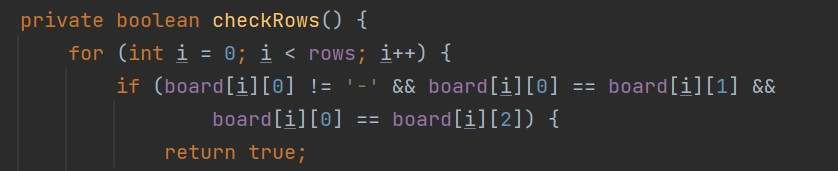 private boolean checkRows() {
for (int i = 0; i < rows; i++) {
if (board[i][0] != '-' && board[i][0] == board[i][1] &&
board[i][0] == board[i][2]) {
return true;